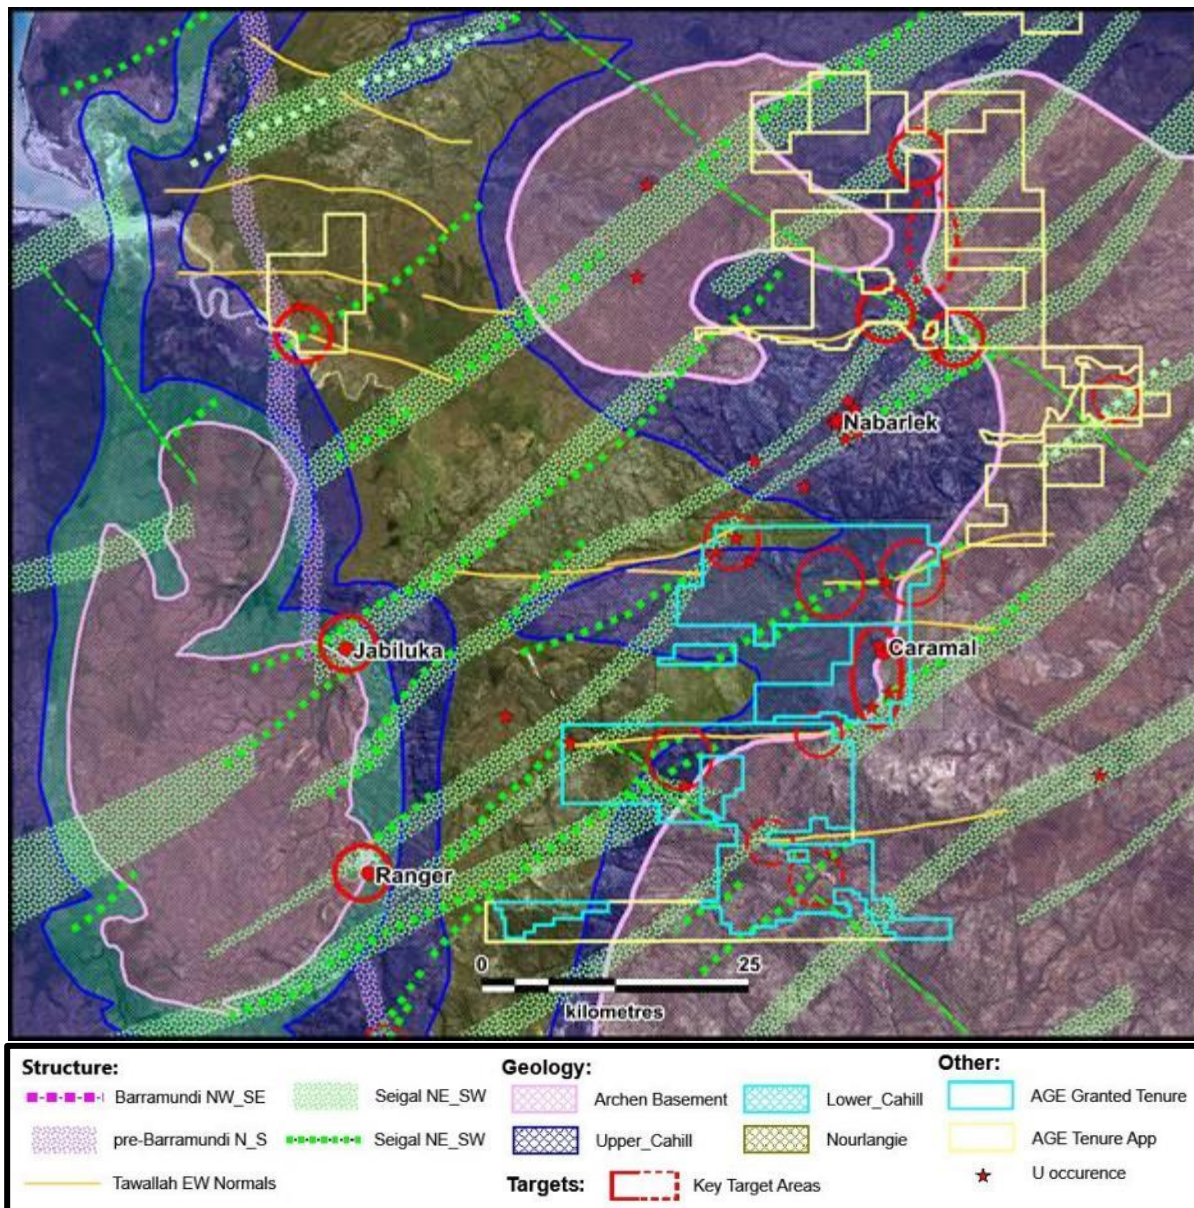 Nabarlek
Jabiluka
Caramal
Ranger
0 25
kilometres
Structure:
Barramundi NW_SE
Seigal NE_SW
pre-Barramundi N_S
Seigal NE_SW
Tawallah EW Normals
Geology:
Archen Basement
Lower_Cahill
Upper_Cahill
Nourlangie
Targets:
Key Target Areas
Other:
AGE Granted Tenure
AGE Tenure App
U occurence